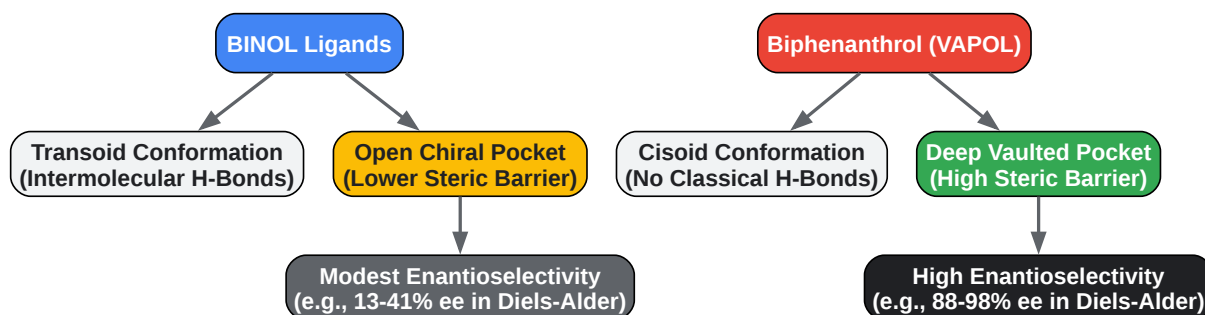 BINOL Ligands
Biphenanthrol (VAPOL)
Transoid Conformation
(Intermolecular H-Bonds)
Open Chiral Pocket
(Lower Steric Barrier)
Cisoid Conformation
(No Classical H-Bonds)
Deep Vaulted Pocket
(High Steric Barrier)
Modest Enantioselectivity
(e.g., 13-41% ee in Diels-Alder)
High Enantioselectivity
(e.g., 88-98% ee in Diels-Alder)